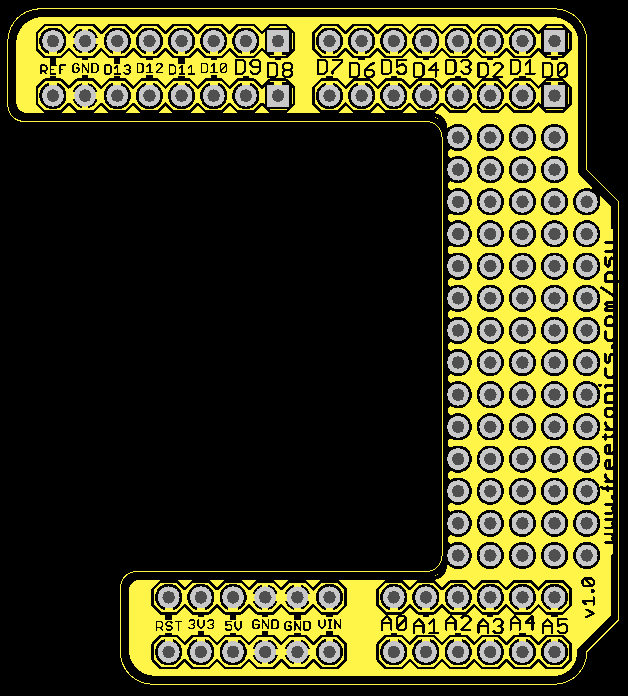 REF GND D13 D12 D11 D10 D9 D8 D7 D6 D5 D4 D3 D2 D1 D0
www.freetronics.com/psu
v1.0
RST 3V3 5V GND GND VIN A0 A1 A2 A3 A4 A5